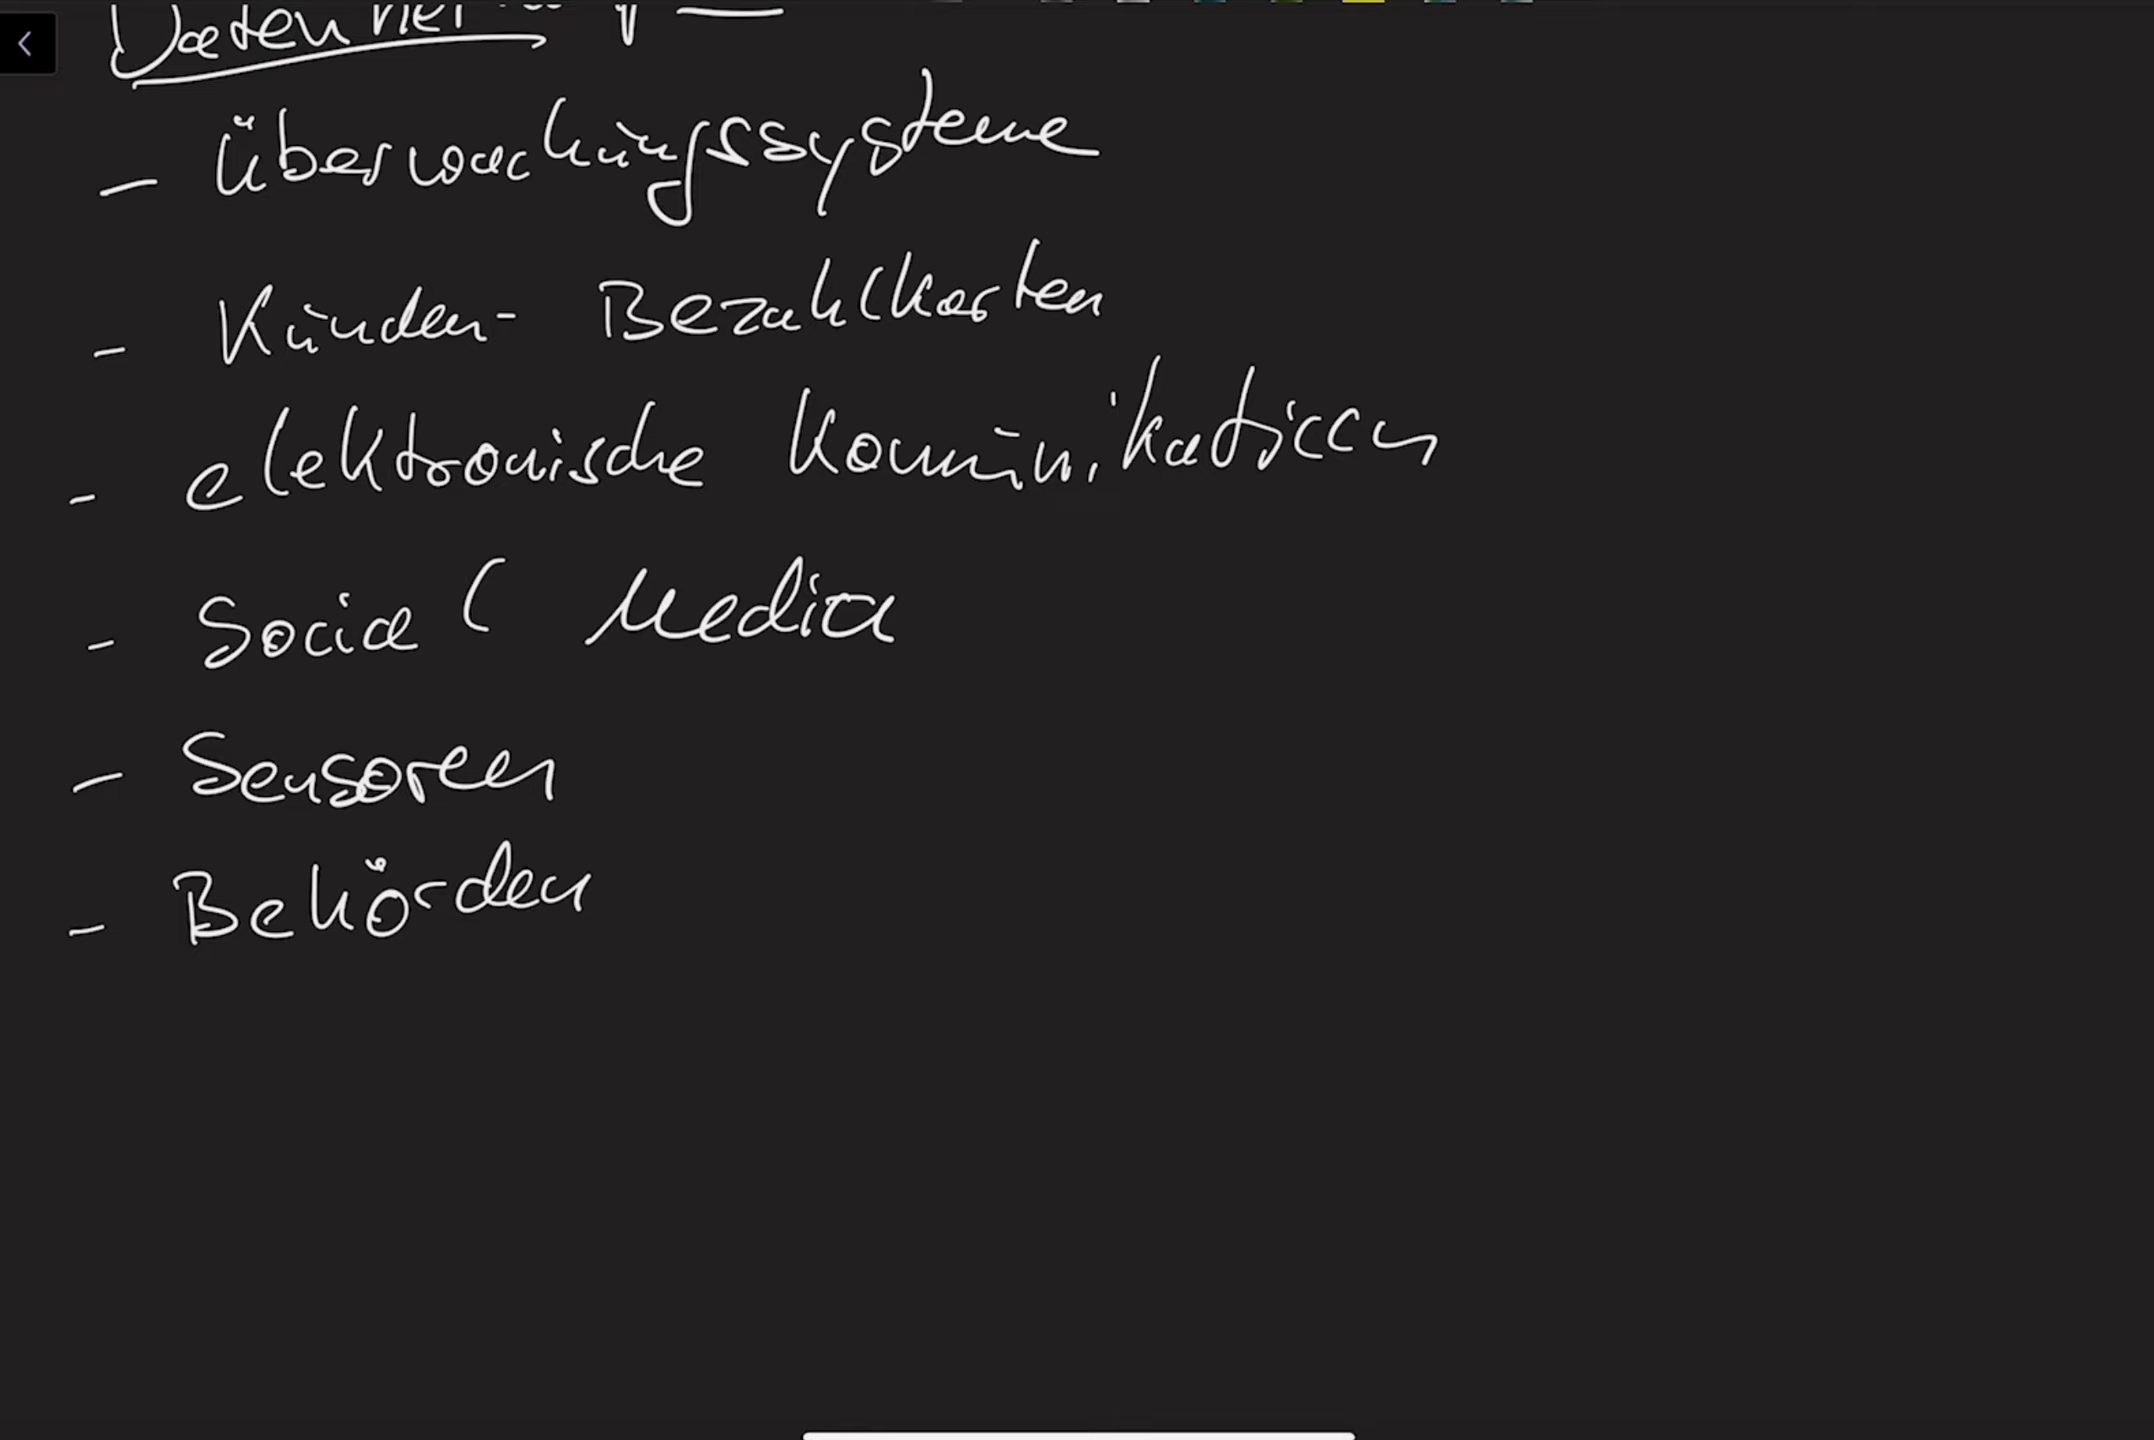 - Überwachungssysteme
- Kunden- Bezahlkarten
- elektronische Kommunikation
- Social Media
- Sensoren
- Behörden